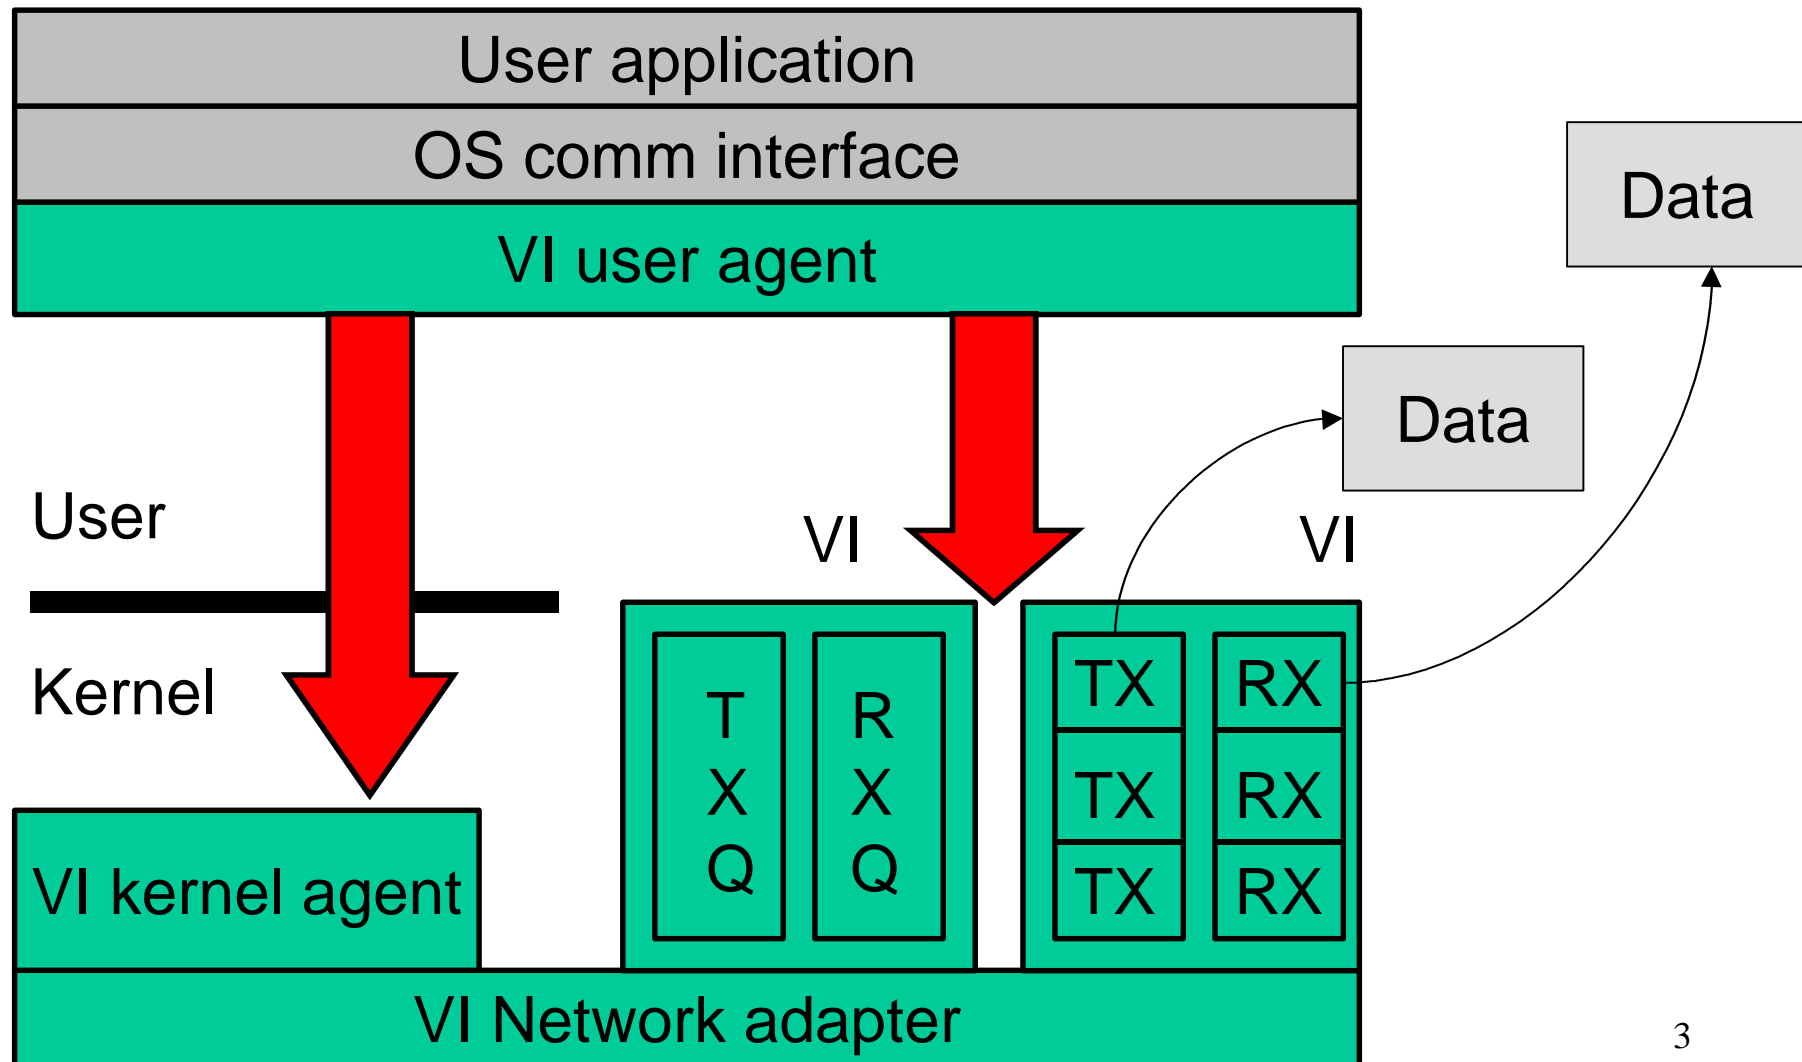 User application
OS comm interface
VI user agent
Data
Data
User
VI
VI
Kernel
T
X
Q
R
X
Q
TX
RX
TX
RX
TX
RX
VI kernel agent
VI Network adapter
3